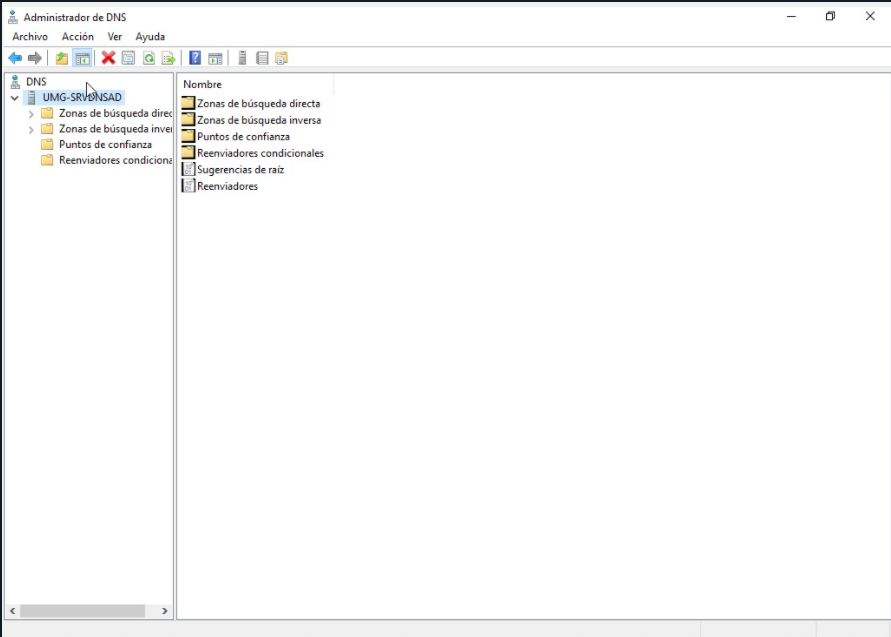 Administrador de DNS
Archivo Acción Ver Ayuda
DNS
UMG-SRVDNSAD
Zonas de búsqueda direc
Zonas de búsqueda inver
Puntos de confianza
Reenviadores condiciona
Nombre
Zonas de búsqueda directa
Zonas de búsqueda inversa
Puntos de confianza
Reenviadores condicionales
Sugerencias de raíz
Reenviadores